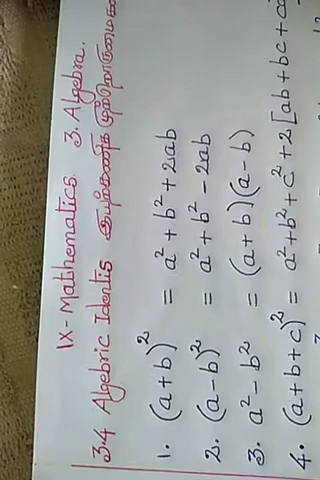 IX - Mathematics 3. Algebra.
3.4 Algebric Identis இயற்கணித முற்றொருமைகள்
1. (a+b)² = a² + b² + 2ab
2. (a-b)² = a² + b² - 2ab
3. a² - b² = (a+b)(a-b)
4. (a+b+c)² = a²+b²+c²+2[ab+bc+ca